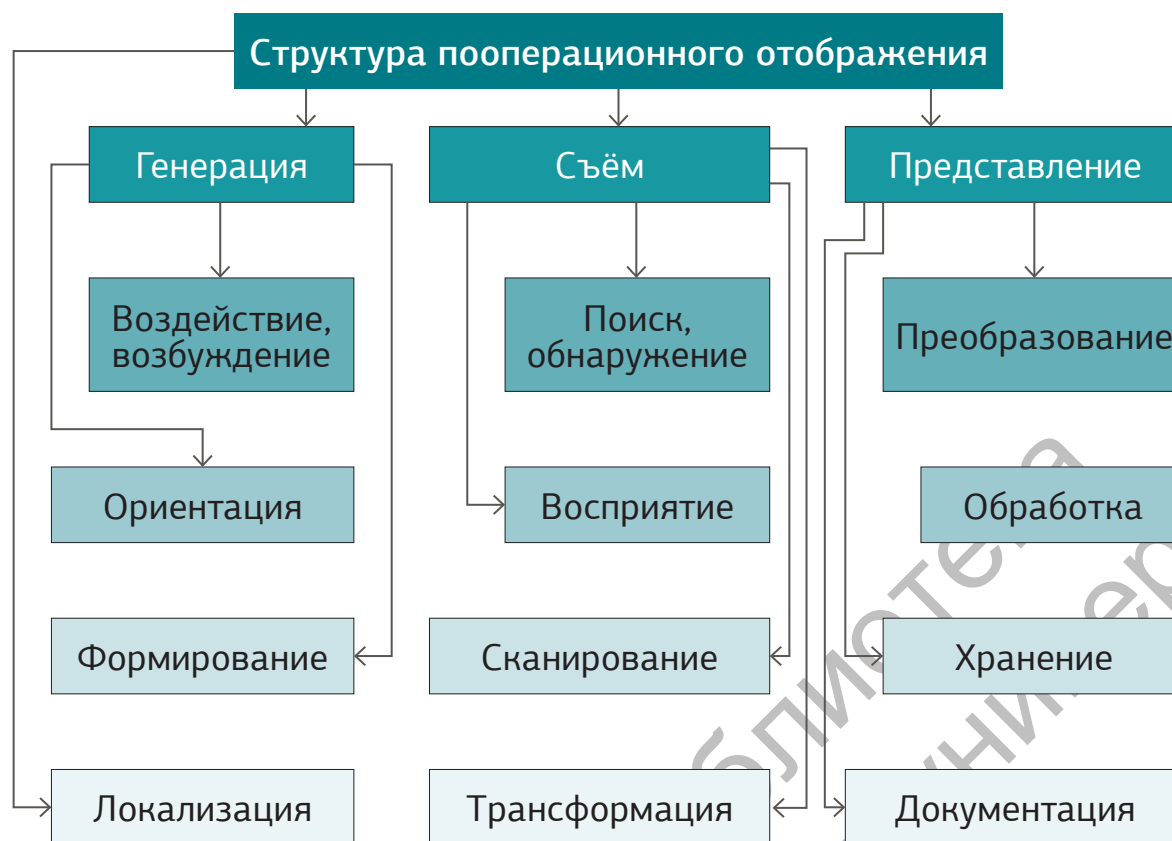 Структура пооперационного отображения
Генерация
Съём
Представление
Воздействие,
возбуждение
Поиск,
обнаружение
Преобразование
Ориентация
Восприятие
Обработка
Формирование
Сканирование
Хранение
Локализация
Трансформация
Документация